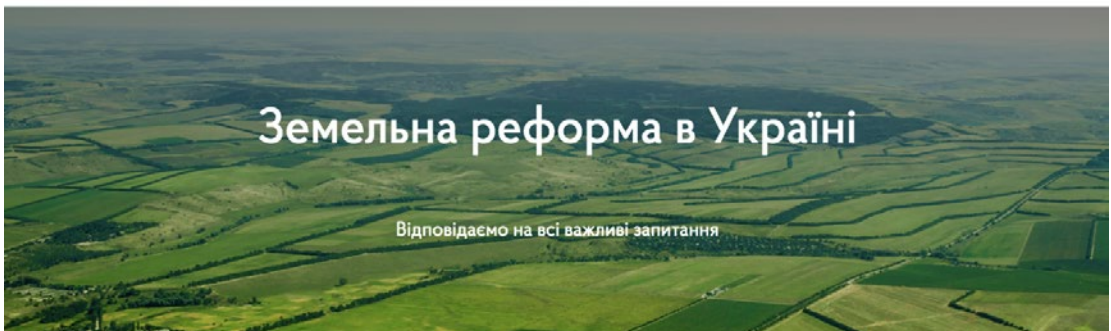 Земельна реформа в Україні
Відповідаємо на всі важливі запитання